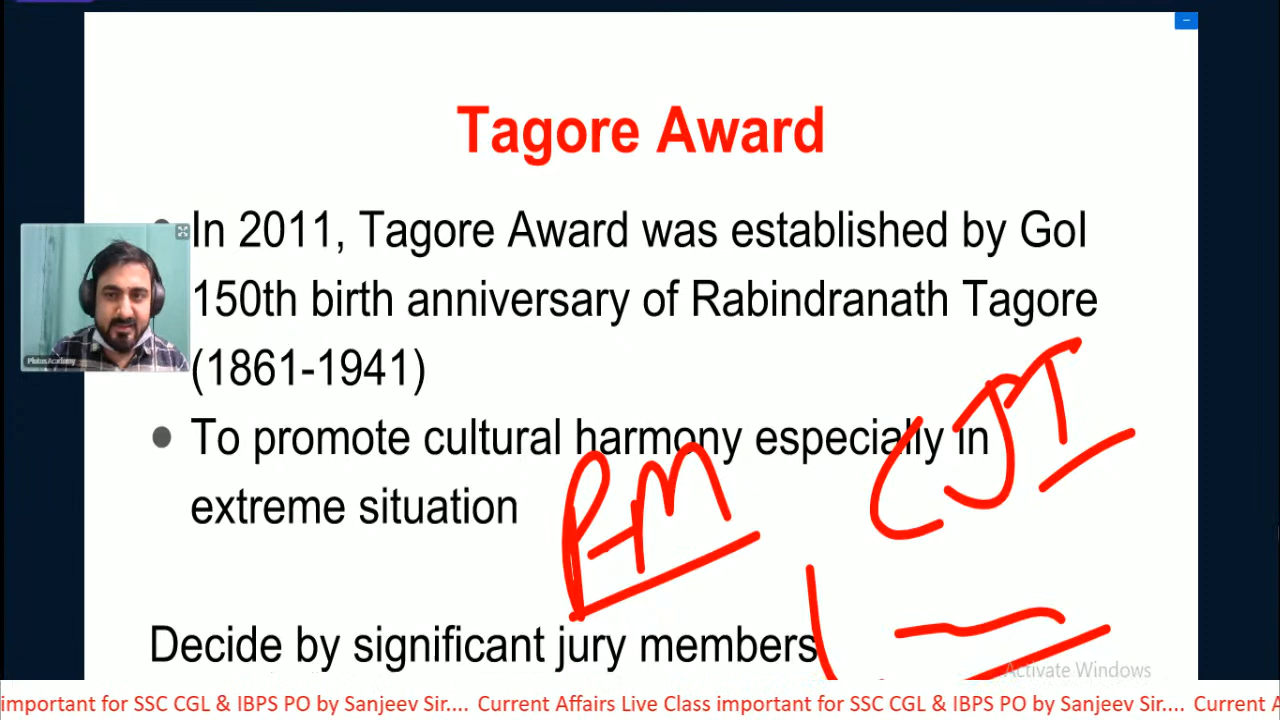 Tagore Award
In 2011, Tagore Award was established by GoI
150th birth anniversary of Rabindranath Tagore
(1861-1941)
To promote cultural harmony especially in
extreme situation
PM
CJI
Decide by significant jury members
Plutus Academy
Activate Windows
important for SSC CGL & IBPS PO by Sanjeev Sir.... Current Affairs Live Class important for SSC CGL & IBPS PO by Sanjeev Sir.... Current A